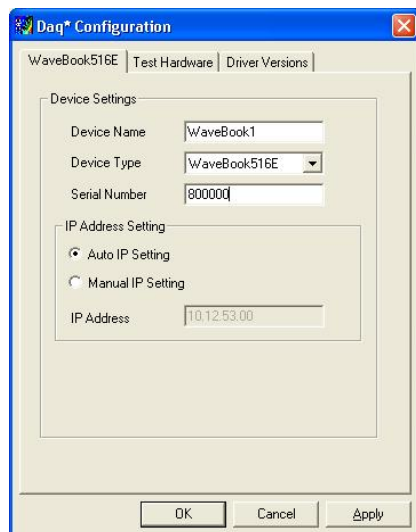 Daq* Configuration
WaveBook516E Test Hardware Driver Versions
Device Settings
Device Name WaveBook1
Device Type WaveBook516E
Serial Number 800000
IP Address Setting
Auto IP Setting
Manual IP Setting
IP Address 10.12.53.00
OK Cancel Apply